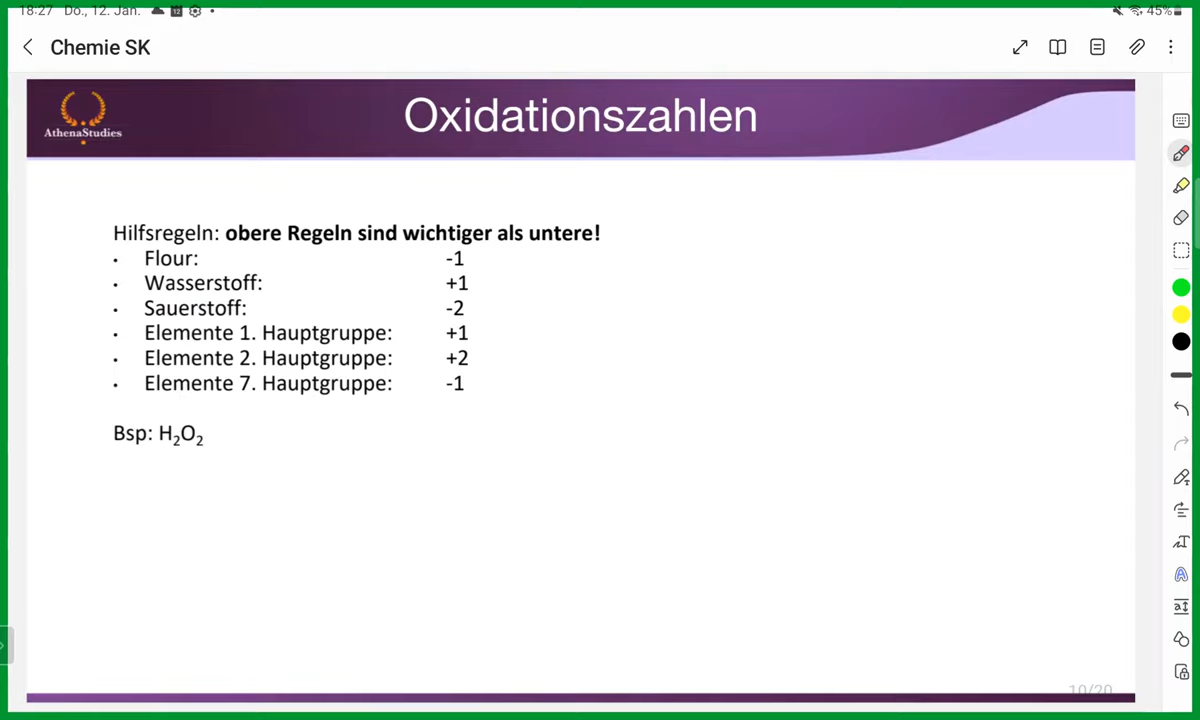 18:27 Do., 12. Jan.
45%
Chemie SK
AthenaStudies
Oxidationszahlen
Hilfsregeln: obere Regeln sind wichtiger als untere!
• Flour: -1
• Wasserstoff: +1
• Sauerstoff: -2
• Elemente 1. Hauptgruppe: +1
• Elemente 2. Hauptgruppe: +2
• Elemente 7. Hauptgruppe: -1
Bsp: H₂O₂
10/20